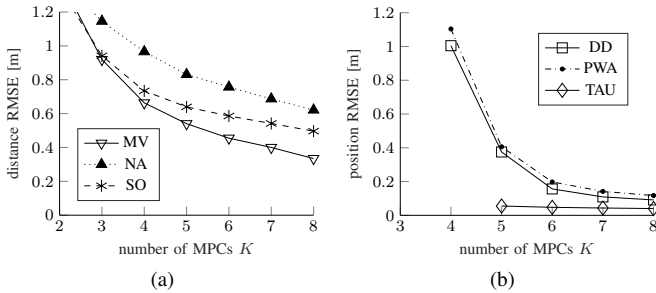 distance RMSE [m]
1.2
1
0.8
0.6
0.4
0.2
0
MV
NA
SO
2 3 4 5 6 7 8
number of MPCs K
(a)
position RMSE [m]
1.2
1
0.8
0.6
0.4
0.2
0
DD
PWA
TAU
3 4 5 6 7 8
number of MPCs K
(b)